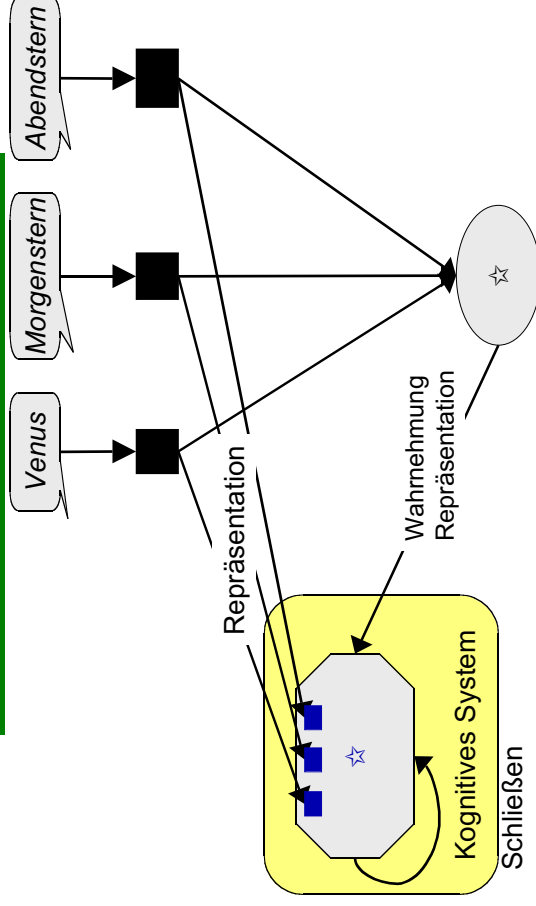 Venus
Morgenstern
Abendstern
Repräsentation
Wahrnehmung
Repräsentation
Kognitives System
Schließen